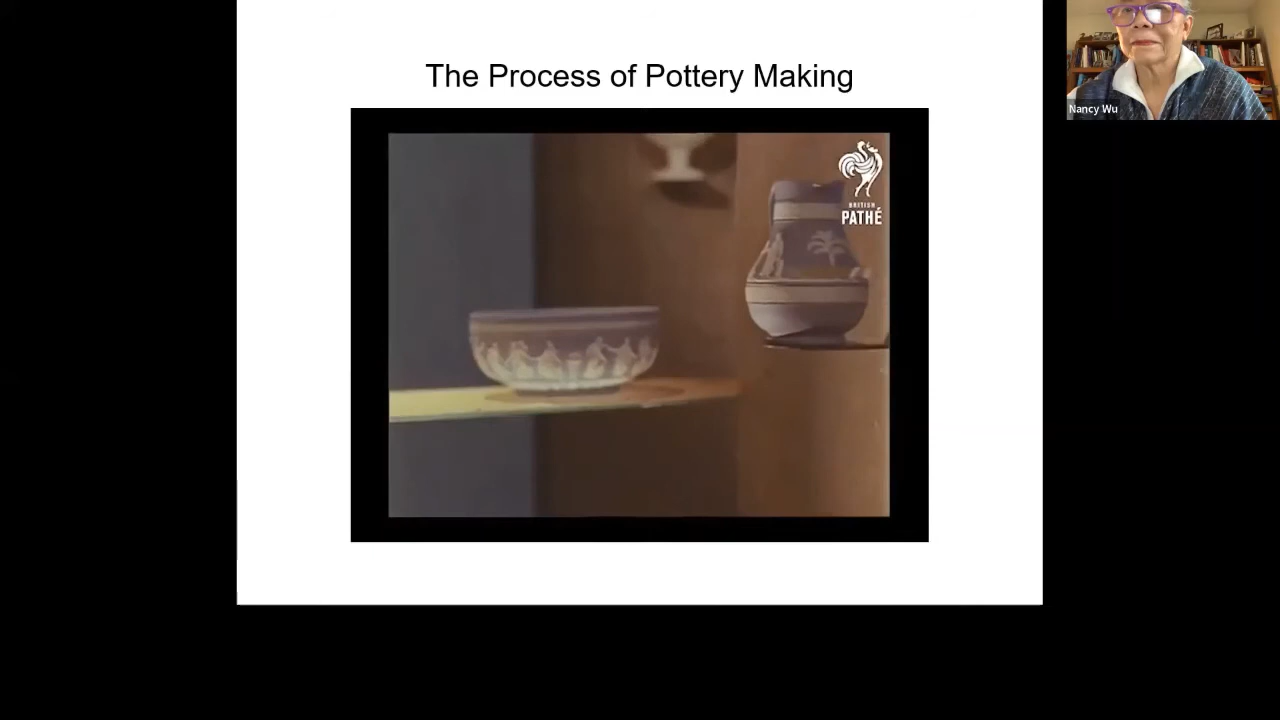 The Process of Pottery Making
BRITISH
PATHÉ
Nancy Wu